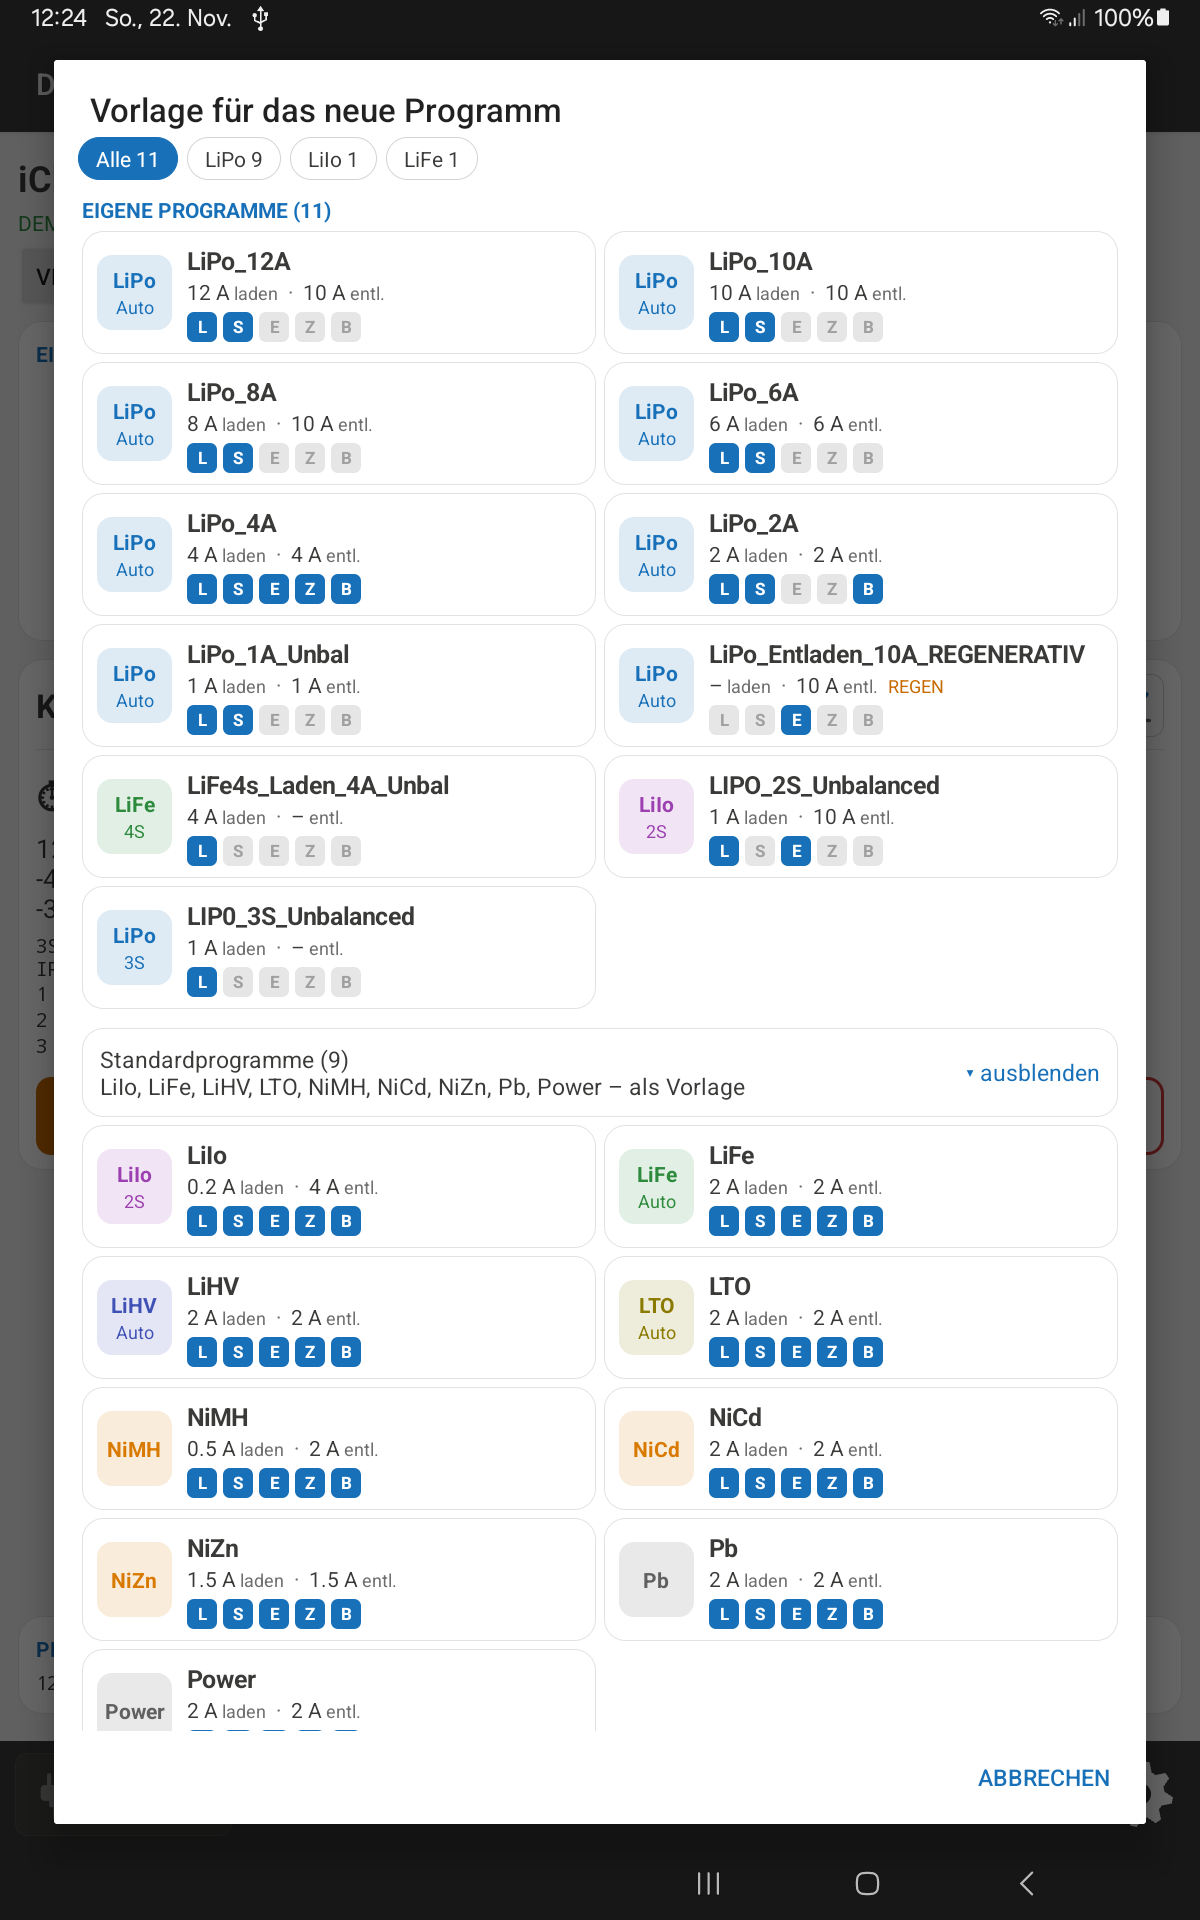 12:24 So., 22. Nov. 100%
Vorlage für das neue Programm
Alle 11 LiPo 9 LiIo 1 LiFe 1
EIGENE PROGRAMME (11)
LiPo Auto LiPo_12A
12 A laden · 10 A entl.
L S E Z B
LiPo Auto LiPo_10A
10 A laden · 10 A entl.
L S E Z B
LiPo Auto LiPo_8A
8 A laden · 10 A entl.
L S E Z B
LiPo Auto LiPo_6A
6 A laden · 6 A entl.
L S E Z B
LiPo Auto LiPo_4A
4 A laden · 4 A entl.
L S E Z B
LiPo Auto LiPo_2A
2 A laden · 2 A entl.
L S E Z B
LiPo Auto LiPo_1A_Unbal
1 A laden · 1 A entl.
L S E Z B
LiPo Auto LiPo_Entladen_10A_REGENERATIV
– laden · 10 A entl. REGEN
L S E Z B
LiFe 4S LiFe4s_Laden_4A_Unbal
4 A laden · – entl.
L S E Z B
LiIo 2S LIPO_2S_Unbalanced
1 A laden · 10 A entl.
L S E Z B
LiPo 3S LIP0_3S_Unbalanced
1 A laden · – entl.
L S E Z B
Standardprogramme (9)
LiIo, LiFe, LiHV, LTO, NiMH, NiCd, NiZn, Pb, Power – als Vorlage
▾ ausblenden
LiIo 2S LiIo
0.2 A laden · 4 A entl.
L S E Z B
LiFe Auto LiFe
2 A laden · 2 A entl.
L S E Z B
LiHV Auto LiHV
2 A laden · 2 A entl.
L S E Z B
LTO Auto LTO
2 A laden · 2 A entl.
L S E Z B
NiMH NiMH
0.5 A laden · 2 A entl.
L S E Z B
NiCd NiCd
2 A laden · 2 A entl.
L S E Z B
NiZn NiZn
1.5 A laden · 1.5 A entl.
L S E Z B
Pb Pb
2 A laden · 2 A entl.
L S E Z B
Power Power
2 A laden · 2 A entl.
ABBRECHEN